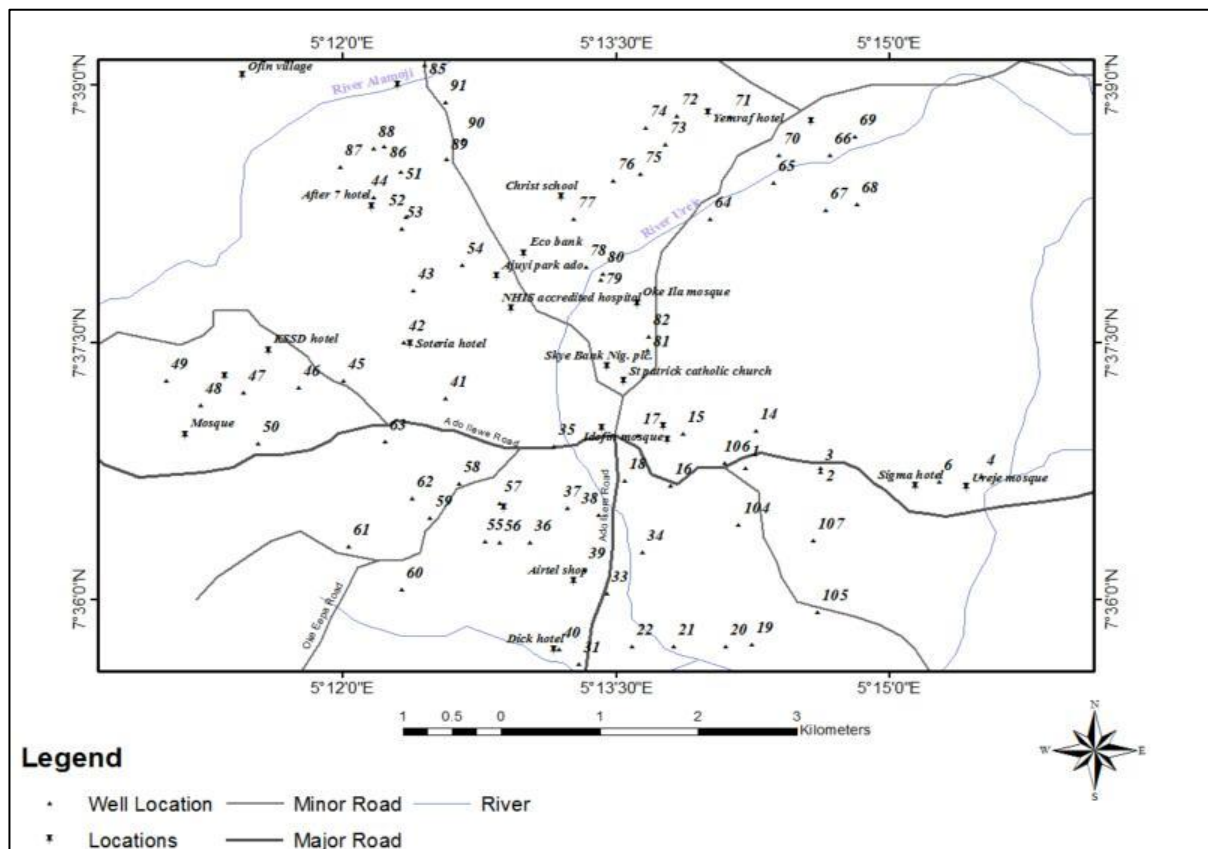 5° 12'0"E 5° 13'30"E 5° 15'0"E
7°39'0"N
7°37'30"N
7°36'0"N
7°39'0"N
7°37'30"N
7°36'0"N
Ofin village
River Alamoji
85
91
90
89
88
87 86
51
44
After 7 hotel
52
53
54
43
42
Soteria hotel
74 72 71
73 Yemraf hotel
76 75
Christ school
77
River Ureje
70 66 69
65
67 68
64
Eco bank
Ajuyi park ado
78
80
79
NHIS accredited hospital
Oke Ila mosque
82
81
Skye Bank Nig. plc.
St patrick catholic church
ESSD hotel
49 48 47 46 45
41
Mosque
50
63
Ado Ilawe Road
35
17 15 14
Idofin mosque
18 16
106 1
3
2
Sigma hotel
6 4
Ureje mosque
58
62 59
57
37 38
Ado Ikere Road
104
107
55 56 36
34
61
39
Airtel shop
33
60
105
Oke Eepa Road
Dick hotel
40
31
22 21 20 19
5° 12'0"E 5° 13'30"E 5° 15'0"E
1 0.5 0 1 2 3
Kilometers
N
W E
S
Legend
Well Location Minor Road River
Locations Major Road